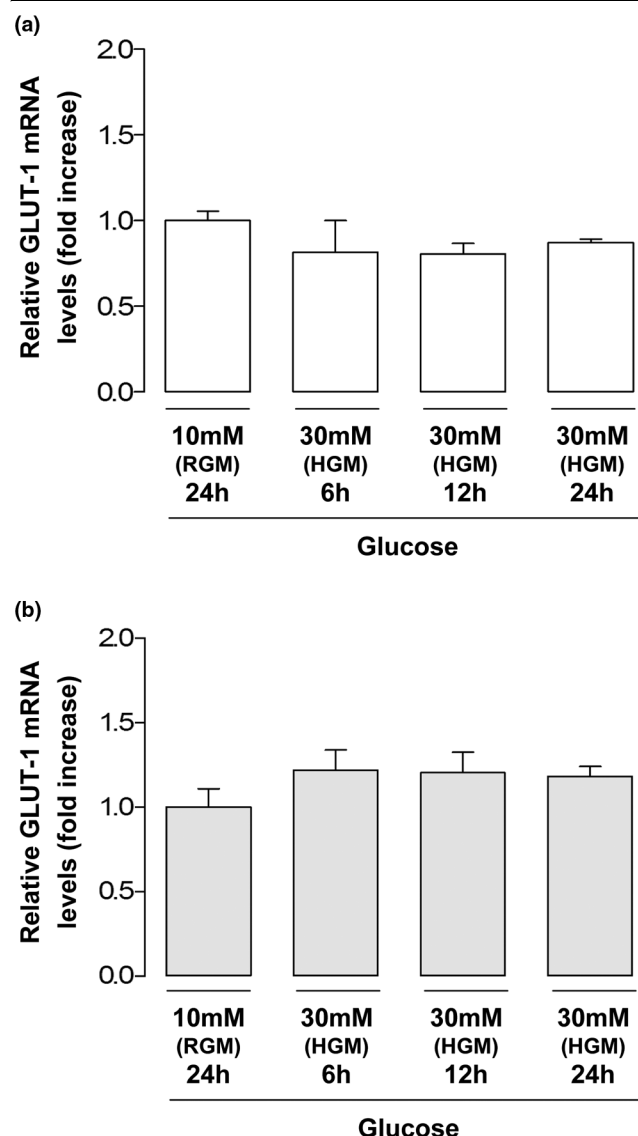 (a)
Relative GLUT-1 mRNA
levels (fold increase)
2.0
1.5
1.0
0.5
0.0
10mM 30mM 30mM 30mM
(RGM) (HGM) (HGM) (HGM)
24h 6h 12h 24h
Glucose
(b)
Relative GLUT-1 mRNA
levels (fold increase)
2.0
1.5
1.0
0.5
0.0
10mM 30mM 30mM 30mM
(RGM) (HGM) (HGM) (HGM)
24h 6h 12h 24h
Glucose